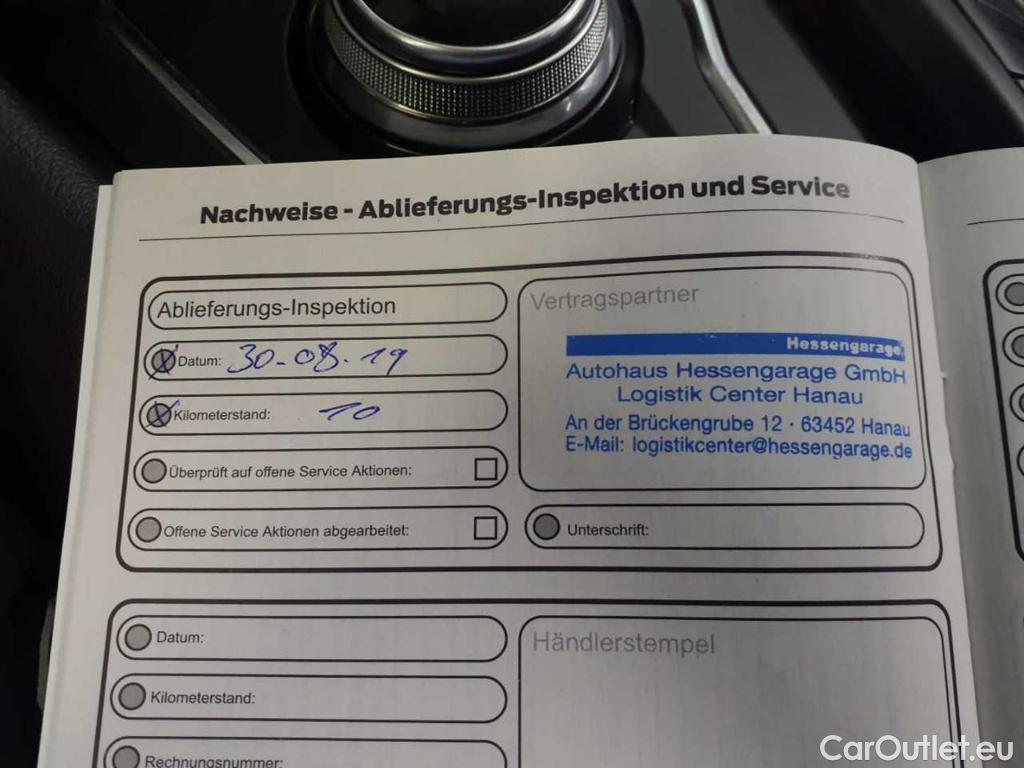 Nachweise - Ablieferungs-Inspektion und Service
Ablieferungs-Inspektion
Datum: 30-08-19
Kilometerstand: 10
Überprüft auf offene Service Aktionen:
Offene Service Aktionen abgearbeitet:
Vertragspartner
Hessengarage
Autohaus Hessengarage GmbH
Logistik Center Hanau
An der Brückengrube 12 · 63452 Hanau
E-Mail: logistikcenter@hessengarage.de
Unterschrift:
Datum:
Kilometerstand:
Rechnungsnummer:
Händlerstempel
CarOutlet.eu